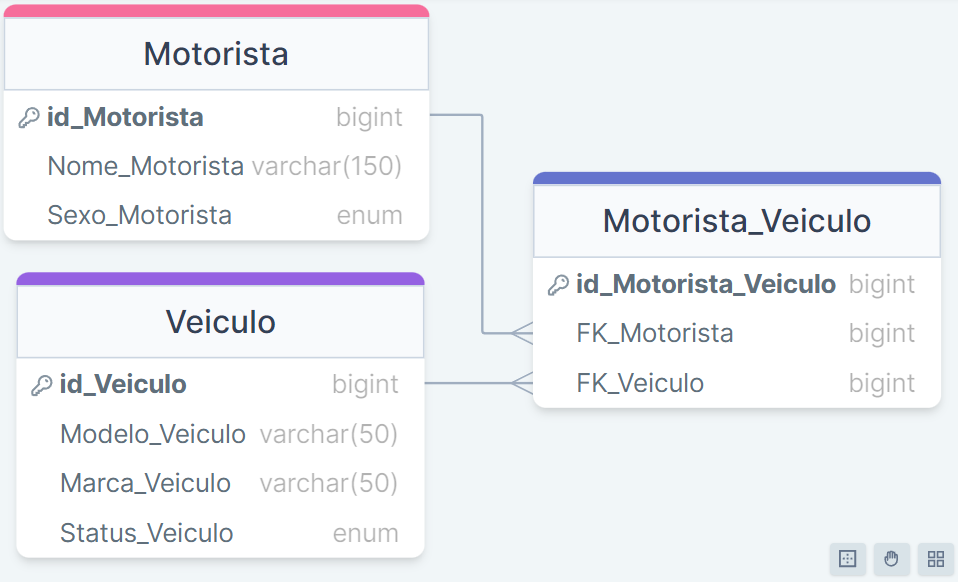 Motorista
id_Motorista bigint
Nome_Motorista varchar(150)
Sexo_Motorista enum
Veiculo
id_Veiculo bigint
Modelo_Veiculo varchar(50)
Marca_Veiculo varchar(50)
Status_Veiculo enum
Motorista_Veiculo
id_Motorista_Veiculo bigint
FK_Motorista bigint
FK_Veiculo bigint